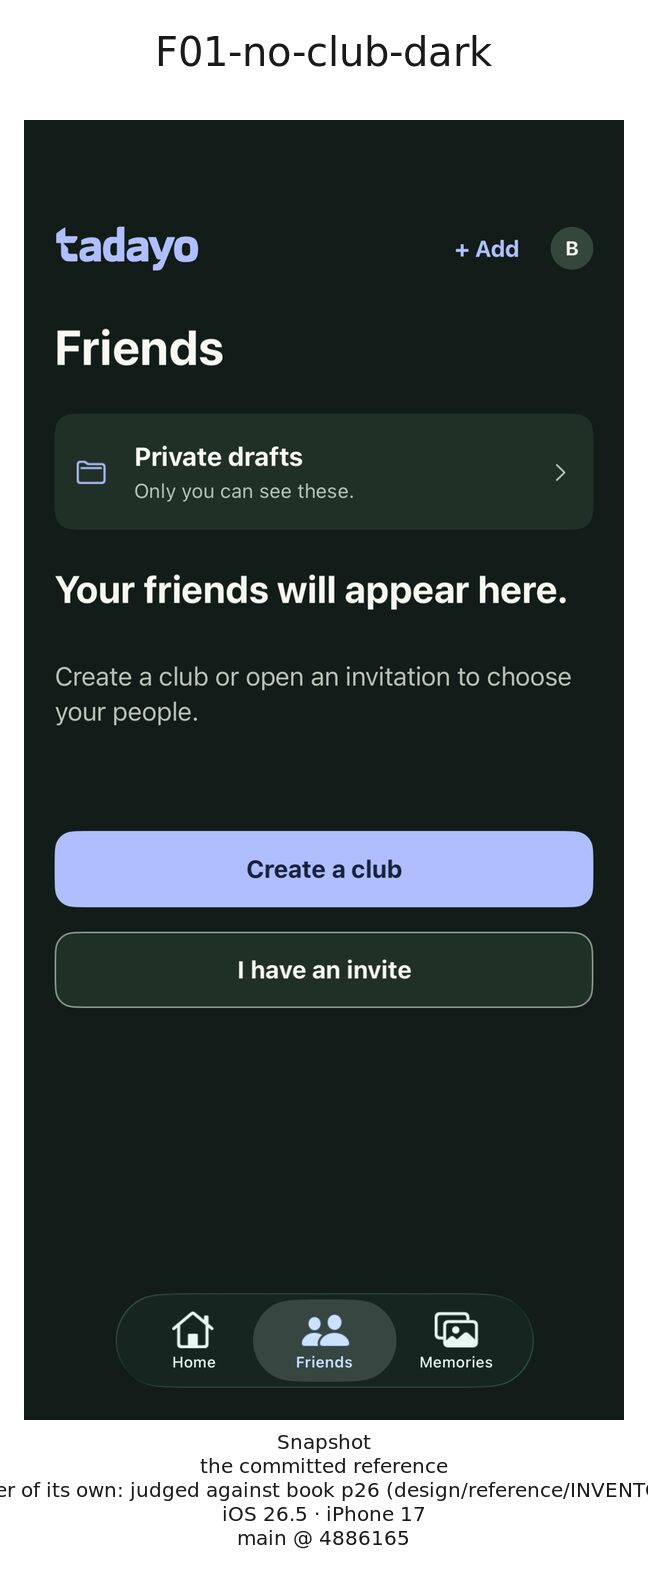 F01-no-club-dark
tadayo
+ Add
B
Friends
Private drafts
Only you can see these.
Your friends will appear here.
Create a club or open an invitation to choose
your people.
Create a club
I have an invite
Home
Friends
Memories
Snapshot
the committed reference
of its own: judged against book p26 (design/reference/
iOS 26.5 · iPhone 17
main @ 4886165